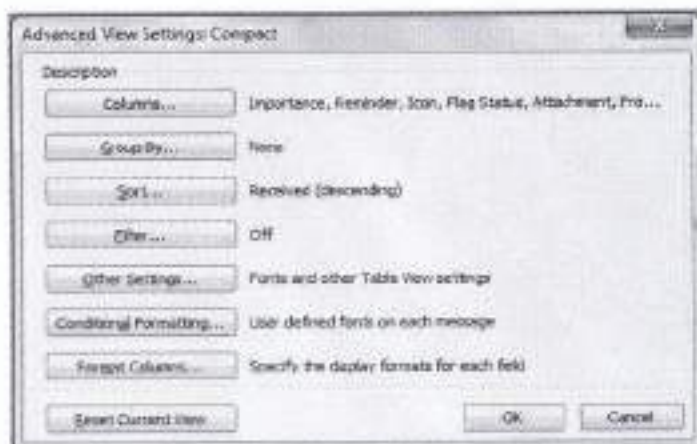 Advanced View Settings: Compact
Description
Columns... Importance, Reminder, Icon, Flag Status, Attachment, Fro...
Group By... None
Sort... Received (descending)
Filter... Off
Other Settings... Fonts and other Table View settings
Conditional Formatting... User defined fonts on each message
Format Columns... Specify the display formats for each field
Reset Current View OK Cancel